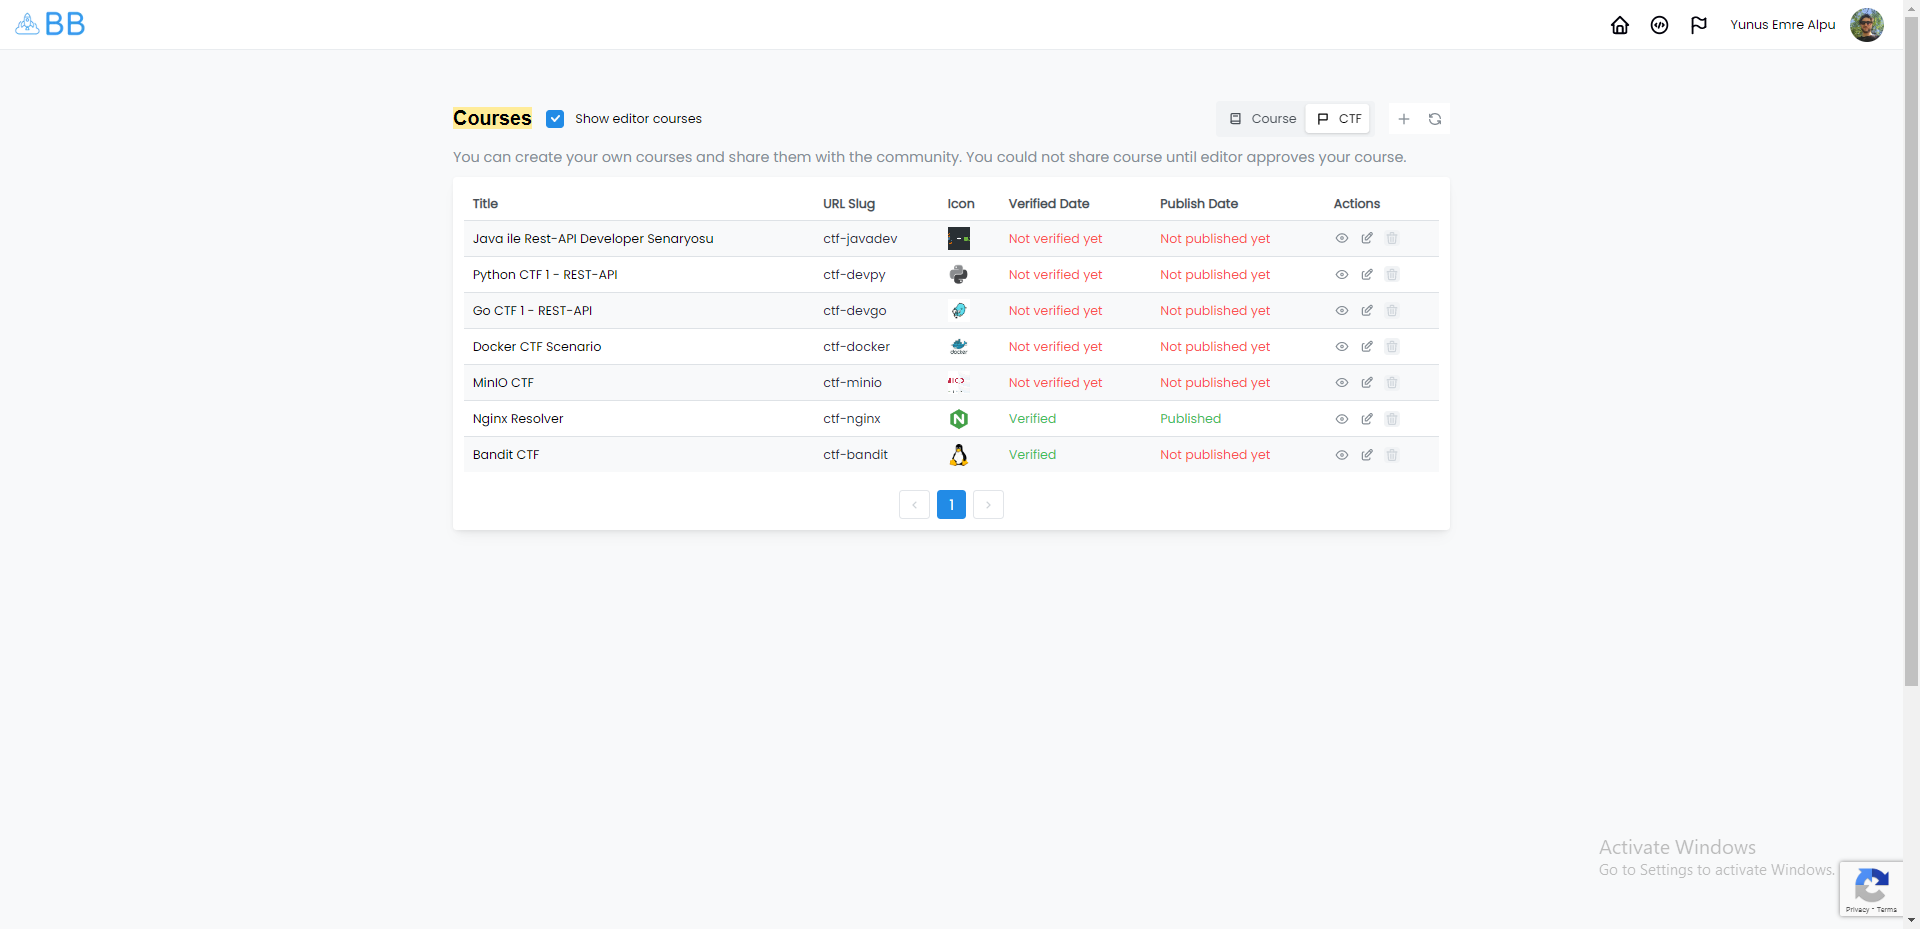 BB
Yunus Emre Alpu
Courses Show editor courses Course CTF
You can create your own courses and share them with the community. You could not share course until editor approves your course.
Title URL Slug Icon Verified Date Publish Date Actions
Java ile Rest-API Developer Senaryosu ctf-javadev Not verified yet Not published yet
Python CTF 1 - REST-API ctf-devpy Not verified yet Not published yet
Go CTF 1 - REST-API ctf-devgo Not verified yet Not published yet
Docker CTF Scenario ctf-docker docker Not verified yet Not published yet
MinIO CTF ctf-minio Not verified yet Not published yet
Nginx Resolver ctf-nginx N Verified Published
Bandit CTF ctf-bandit Verified Not published yet
< 1 >
Activate Windows
Go to Settings to activate Windows.
Privacy - Terms